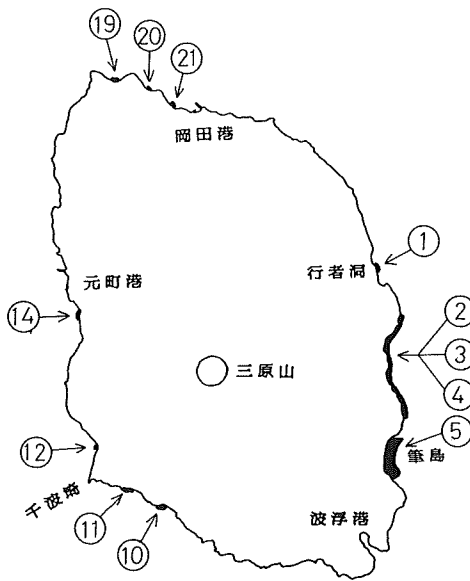 ⑲
⑳
㉑
岡田港
①
行者洞
②
元町港
⑭
③
三原山
④
⑤
筆島
⑫
千波崎
⑪
⑩
波浮港